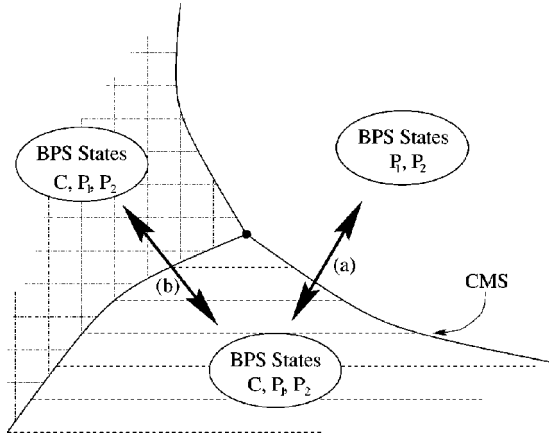 BPS States
P₁, P₂
BPS States
C, P₁, P₂
(a)
(b)
CMS
BPS States
C, P₁, P₂